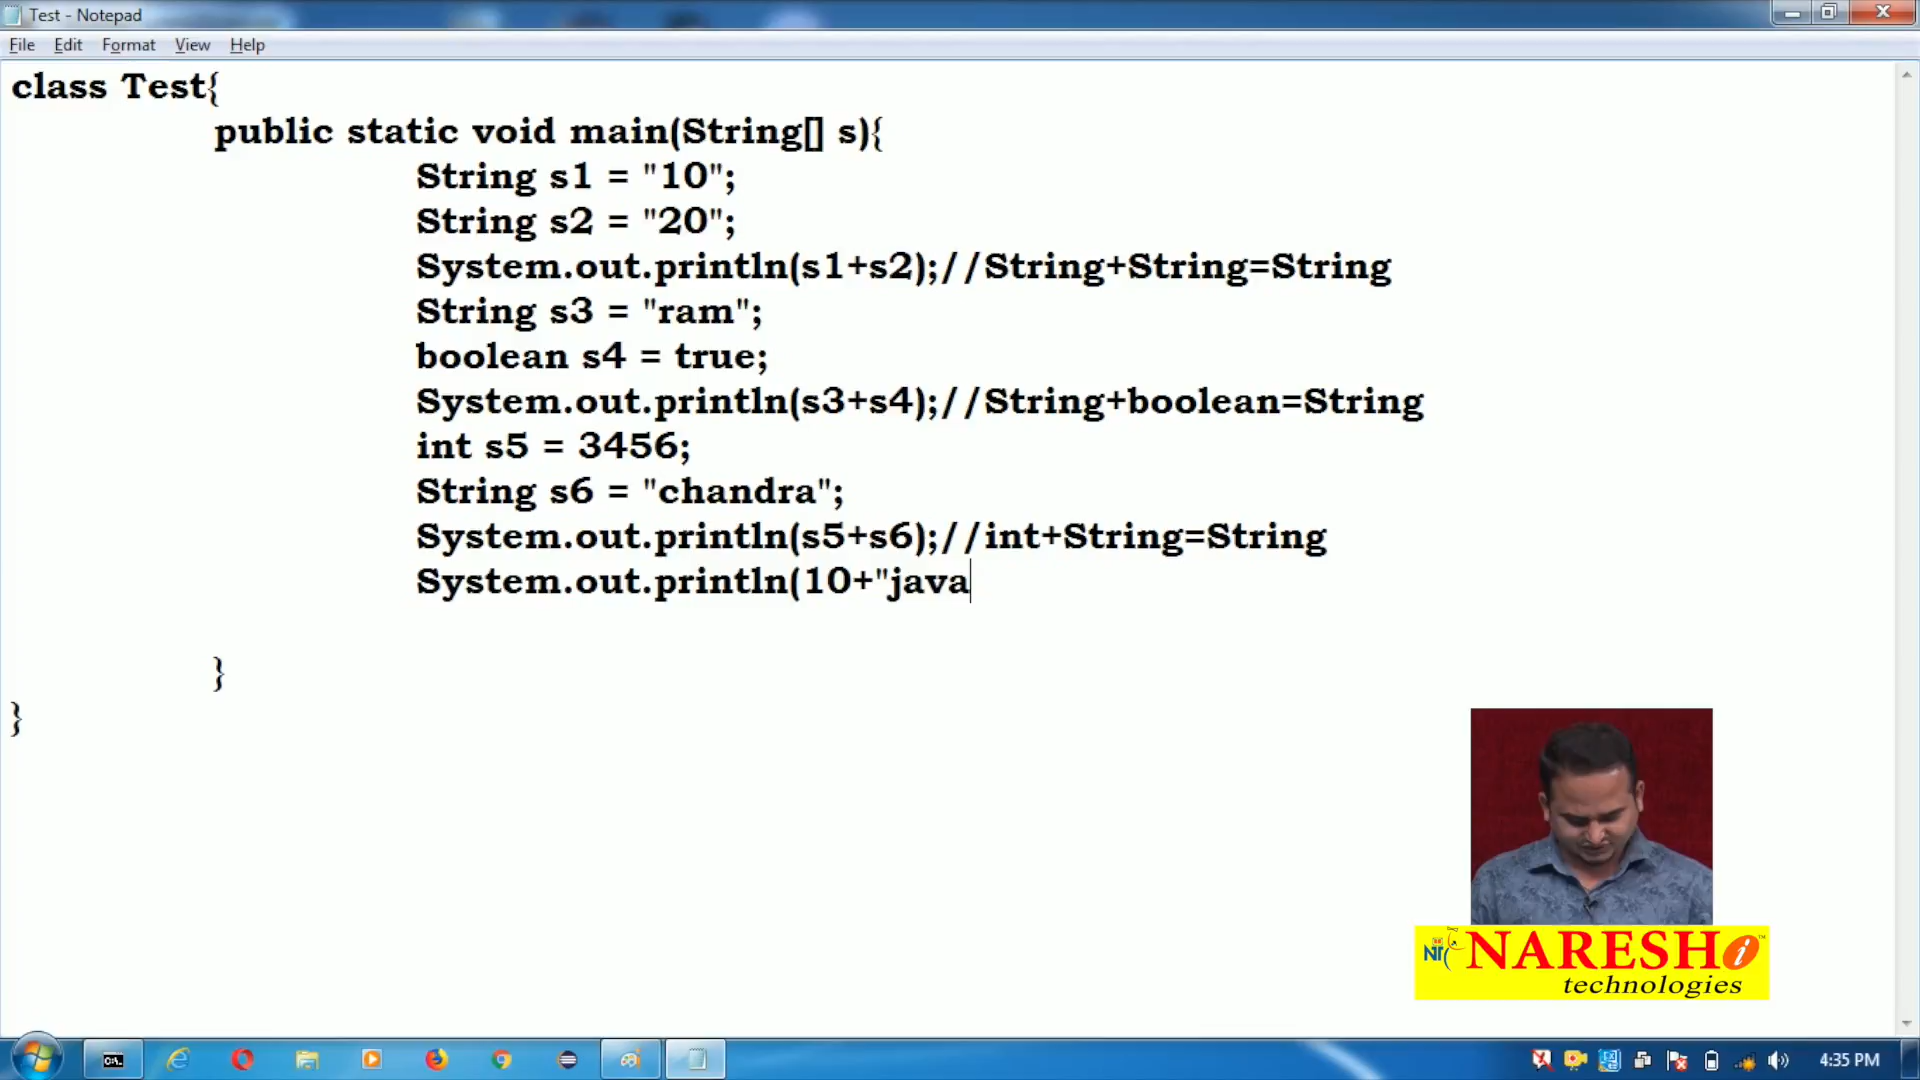 Test - Notepad
File Edit Format View Help
class Test{
public static void main(String[] s){
String s1 = "10";
String s2 = "20";
System.out.println(s1+s2);//String+String=String
String s3 = "ram";
boolean s4 = true;
System.out.println(s3+s4);//String+boolean=String
int s5 = 3456;
String s6 = "chandra";
System.out.println(s5+s6);//int+String=String
System.out.println(10+"java
}
}
NARESH i
technologies
4:35 PM